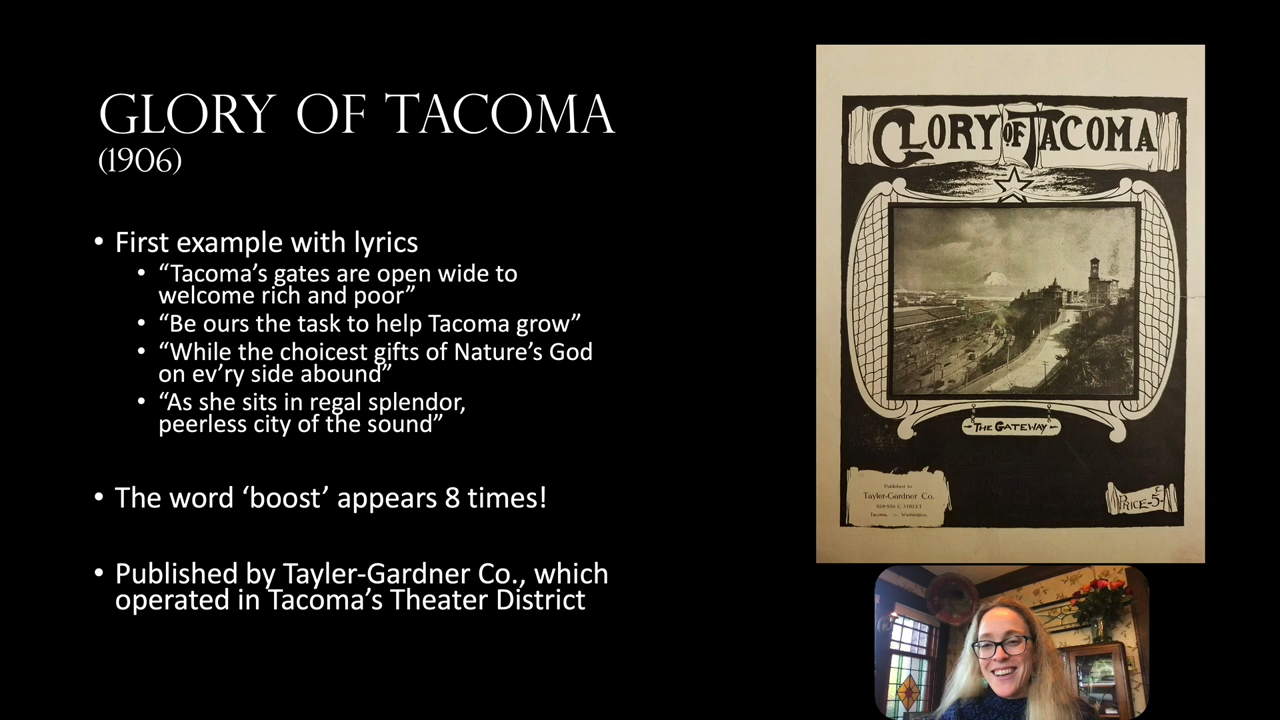 GLORY OF TACOMA
(1906)
• First example with lyrics
• “Tacoma’s gates are open wide to
welcome rich and poor”
• “Be ours the task to help Tacoma grow”
• “While the choicest gifts of Nature’s God
on ev’ry side abound”
• “As she sits in regal splendor,
peerless city of the sound”
• The word ‘boost’ appears 8 times!
• Published by Tayler-Gardner Co., which
operated in Tacoma’s Theater District
GLORY OF TACOMA
THE GATEWAY
Published by
Tayler-Gardner Co.
C STREET
Tacoma, Washington.
PRICE-5-